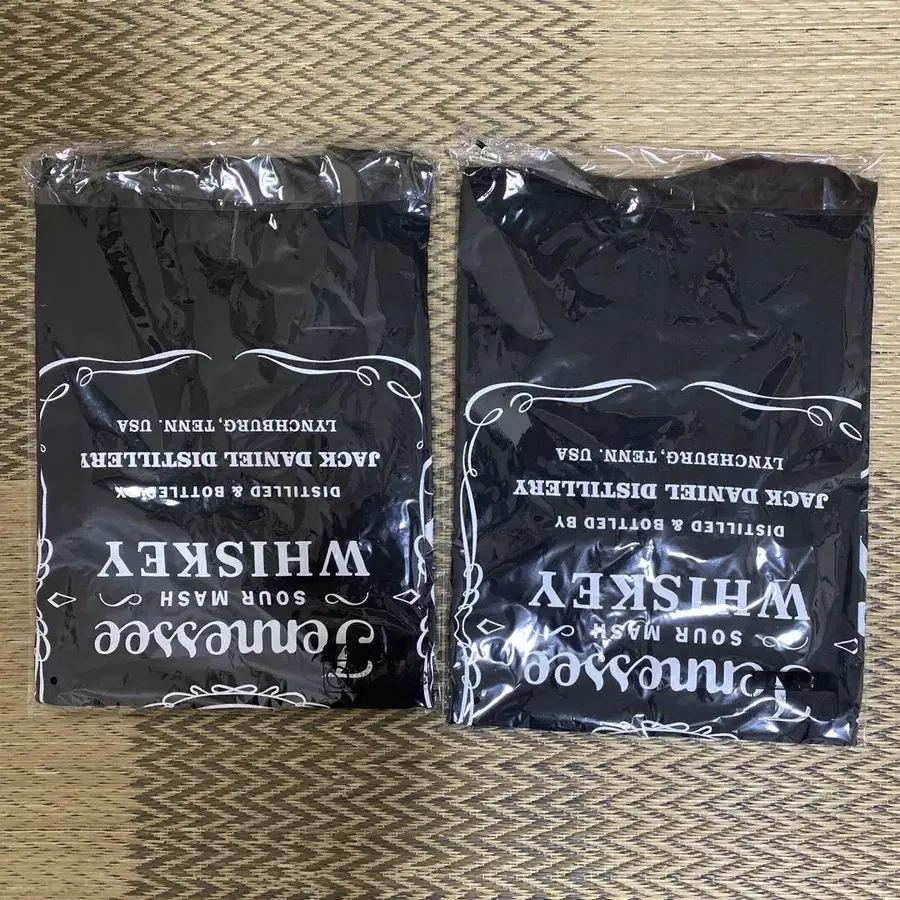 Tennessee
SOUR MASH
WHISKEY
DISTILLED & BOTTLED BY
JACK DANIEL DISTILLERY
LYNCHBURG, TENN. USA
Tennessee
SOUR MASH
WHISKEY
DISTILLED & BOTTLED BY
JACK DANIEL DISTILLERY
LYNCHBURG, TENN. USA